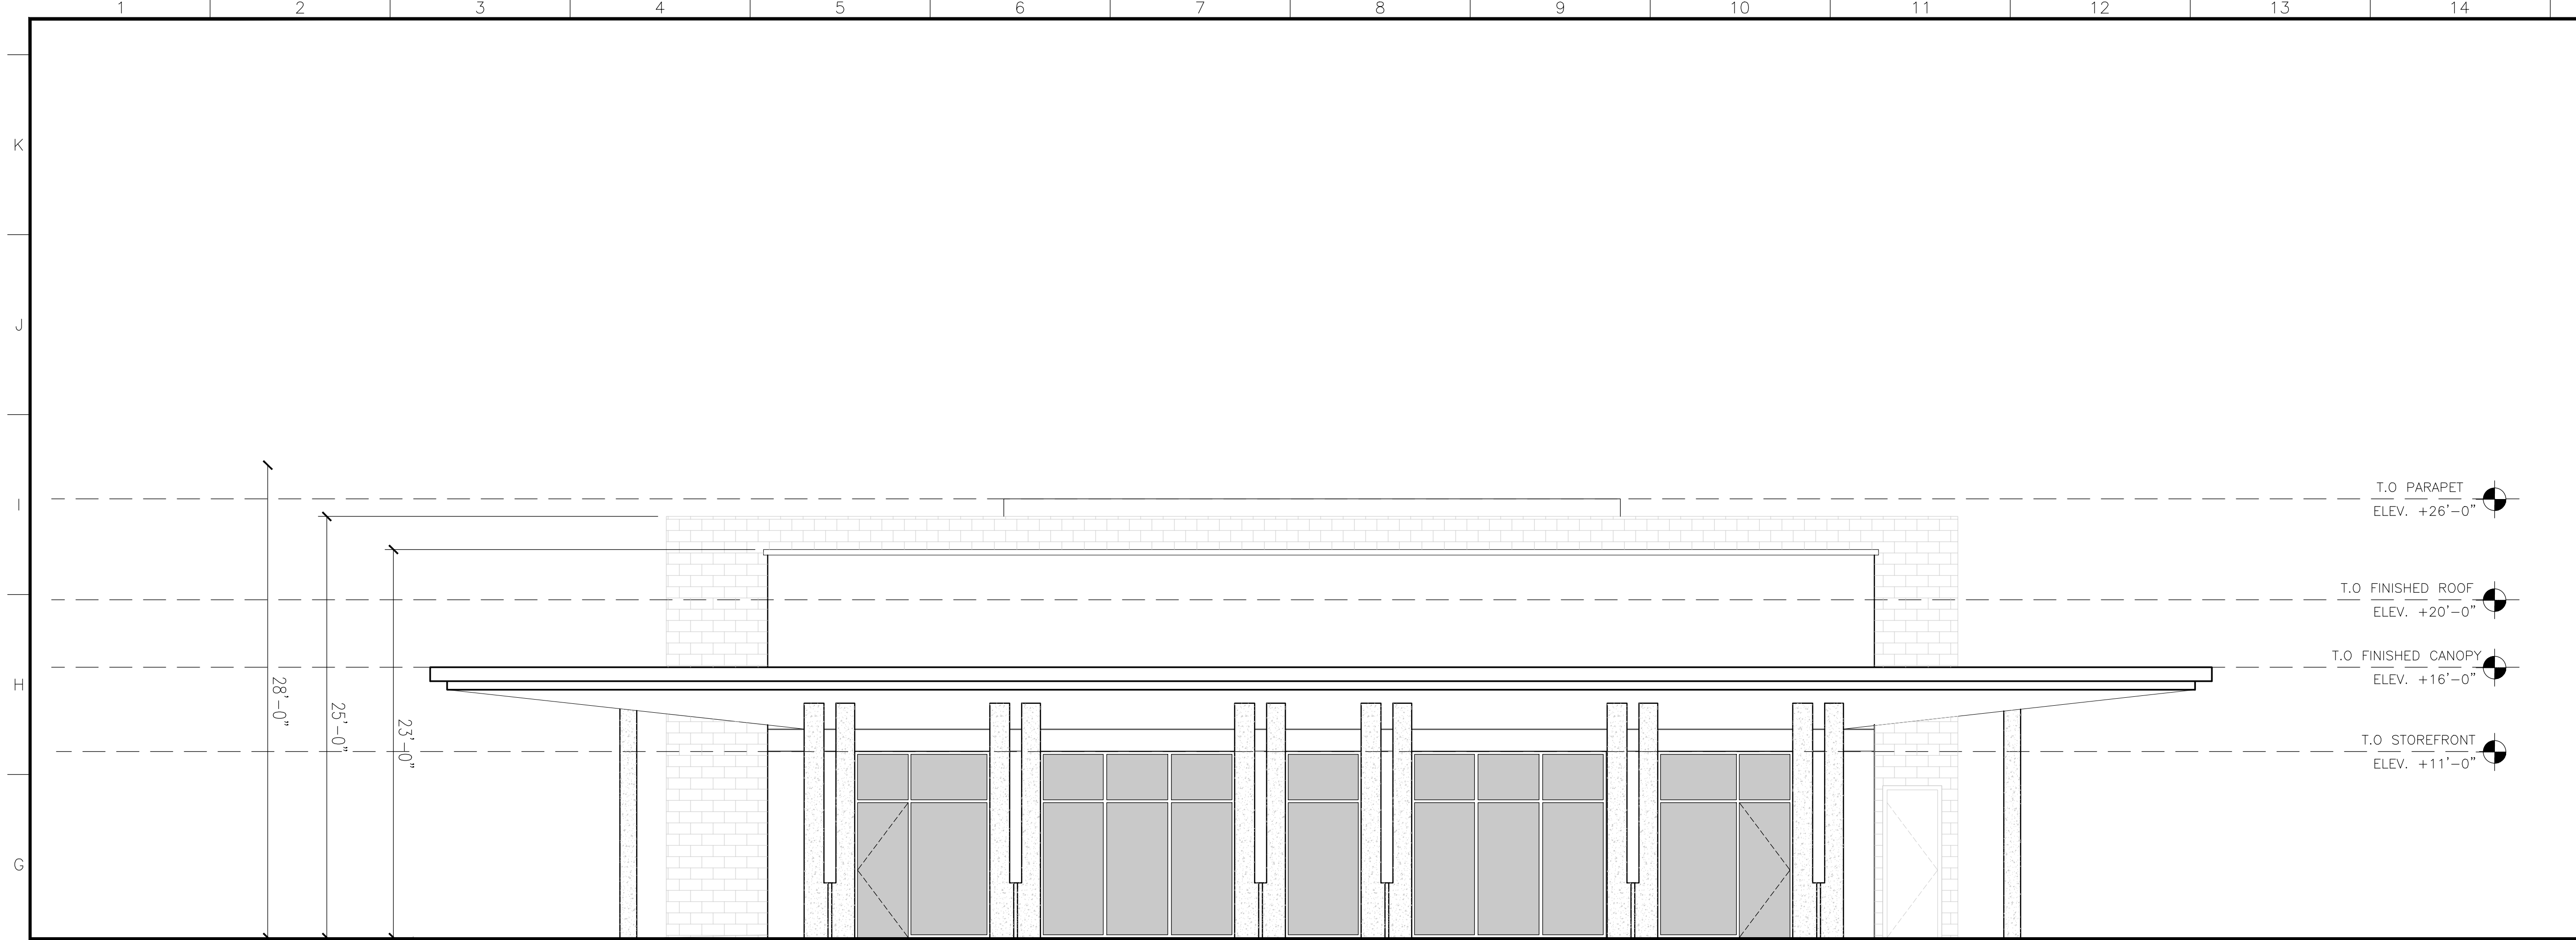 1 2 3 4 5 6 7 8 9 10 11 12 13 14
K
J
I
H
G
T.O PARAPET
ELEV. +26'-0"
T.O FINISHED ROOF
ELEV. +20'-0"
T.O FINISHED CANOPY
ELEV. +16'-0"
T.O STOREFRONT
ELEV. +11'-0"
28'-0"
25'-0"
23'-0"